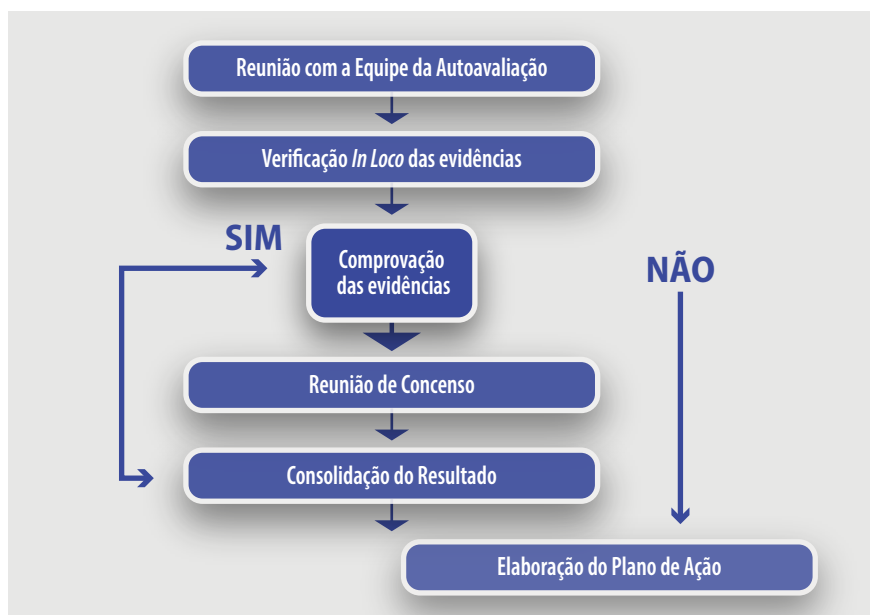 Reunião com a Equipe da Autoavaliação
Verificação In Loco das evidências
SIM
Comprovação
das evidências
NÃO
Reunião de Concenso
Consolidação do Resultado
Elaboração do Plano de Ação